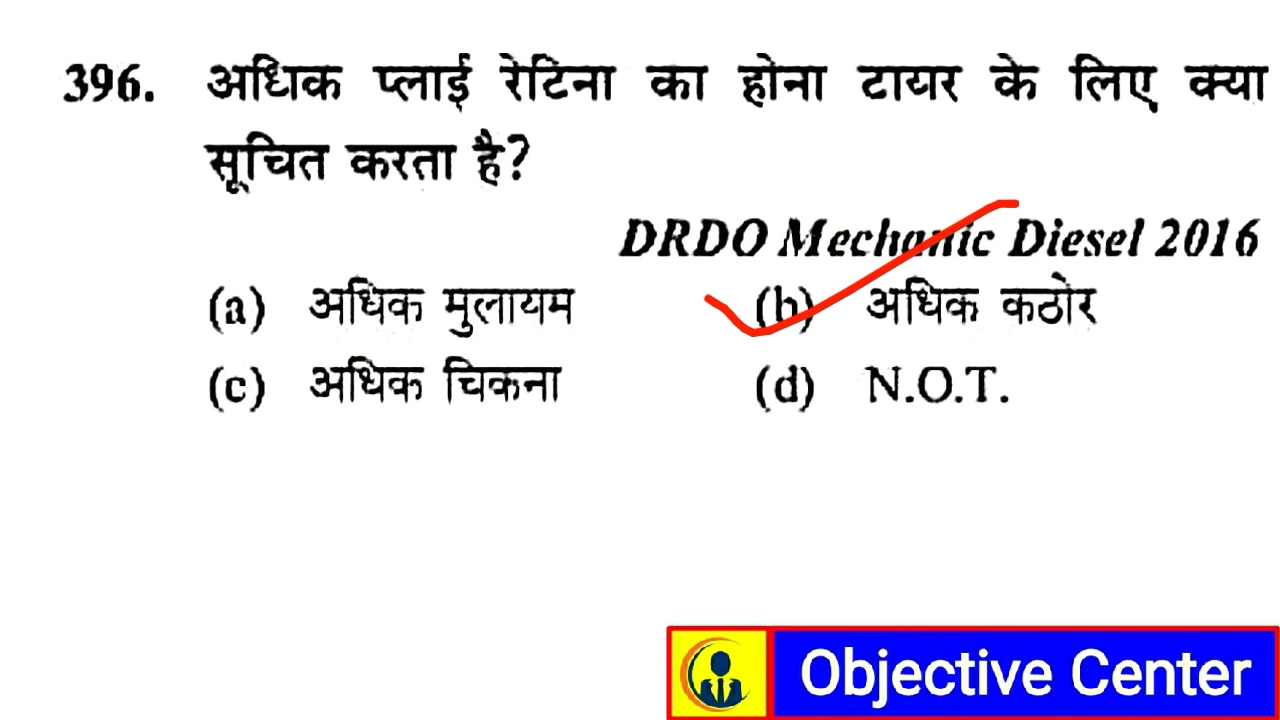 396. अधिक प्लाई रेटिना का होना टायर के लिए क्या
सूचित करता है?
DRDO Mechanic Diesel 2016
(a) अधिक मुलायम (b) अधिक कठोर
(c) अधिक चिकना (d) N.O.T.
Objective Center